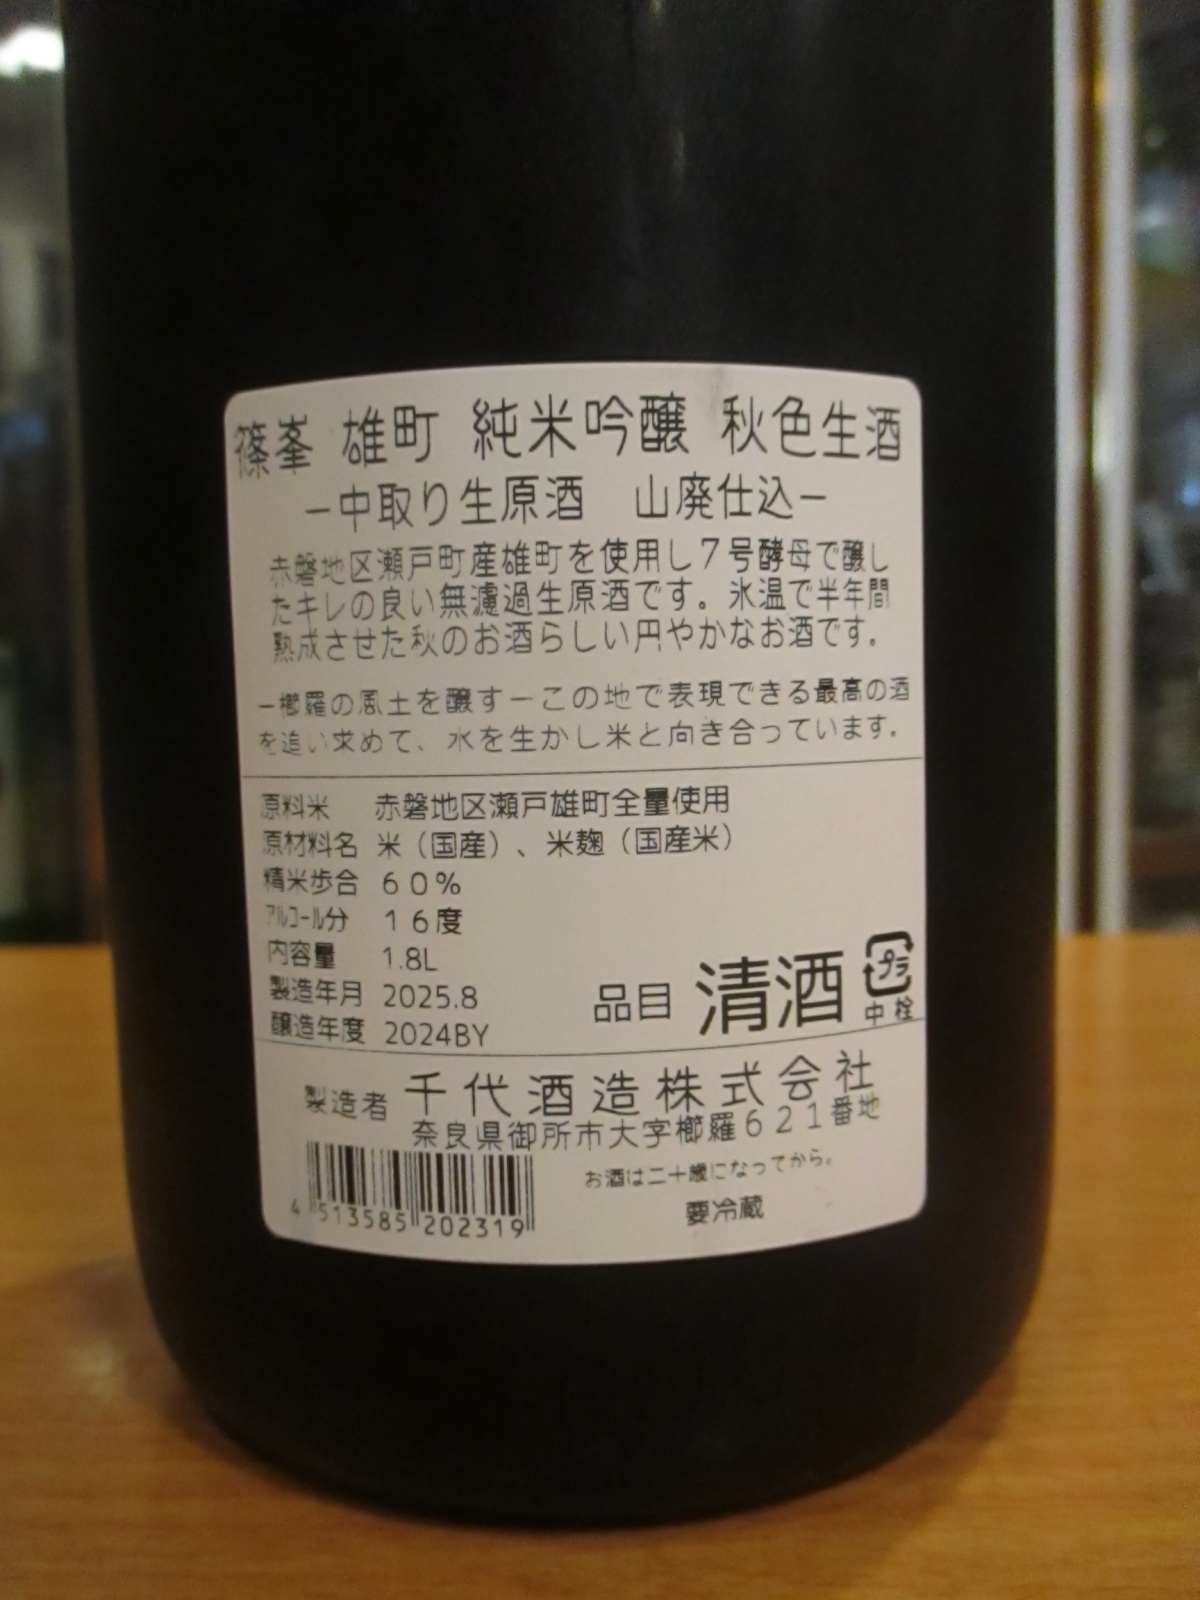 篠峯 雄町 純米吟醸 秋色生酒
ー中取り生原酒 山廃仕込ー
赤磐地区瀬戸町産雄町を使用し7号酵母で醸し
たキレの良い無濾過生原酒です。氷温で半年間
熟成させた秋のお酒らしい円やかなお酒です。
ー櫛羅の風土を醸すーこの地で表現できる最高の酒
を追い求めて、水を生かし米と向き合っています。
原料米 赤磐地区瀬戸雄町全量使用
原材料名 米（国産）、米麹（国産米）
精米歩合 60%
アルコール分 16度
内容量 1.8L
製造年月 2025.8
醸造年度 2024BY
品目 清酒
プラ
中栓
製造者 千代酒造株式会社
奈良県御所市大字櫛羅621番地
お酒は二十歳になってから。
要冷蔵
4 513585 202319